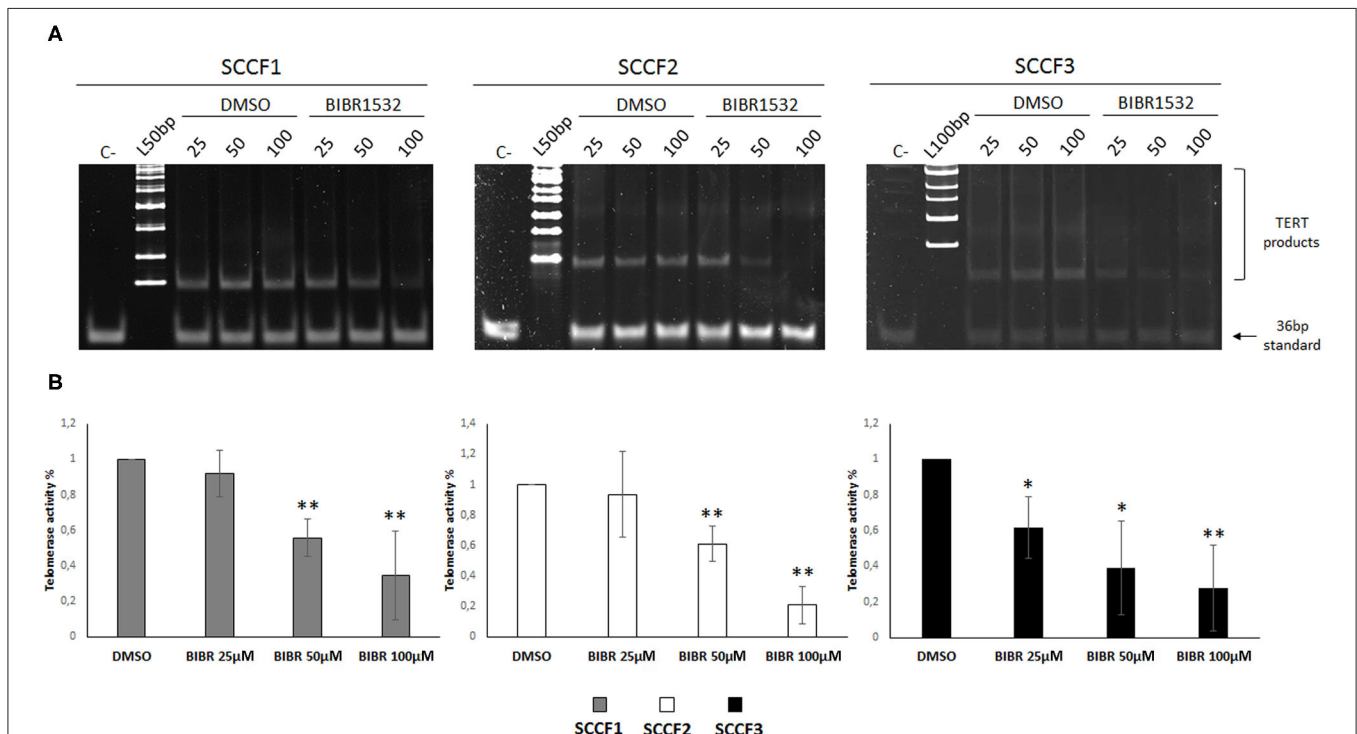 A
SCCF1
SCCF2
SCCF3
DMSO
BIBR1532
DMSO
BIBR1532
DMSO
BIBR1532
C-
L50bp
25
50
100
25
50
100
C-
L50bp
25
50
100
25
50
100
C-
L100bp
25
50
100
25
50
100
TERT
products
36bp
standard
B
Telomerase activity %
1,2
1
0,8
0,6
0,4
0,2
0
**
**
DMSO
BIBR 25µM
BIBR 50µM
BIBR 100µM
Telomerase activity %
1,4
1,2
1
0,8
0,6
0,4
0,2
0
**
**
DMSO
BIBR 25µM
BIBR 50µM
BIBR 100µM
Telomerase activity %
1,2
1
0,8
0,6
0,4
0,2
0
*
*
**
DMSO
BIBR 25µM
BIBR 50µM
BIBR 100µM
SCCF1
SCCF2
SCCF3